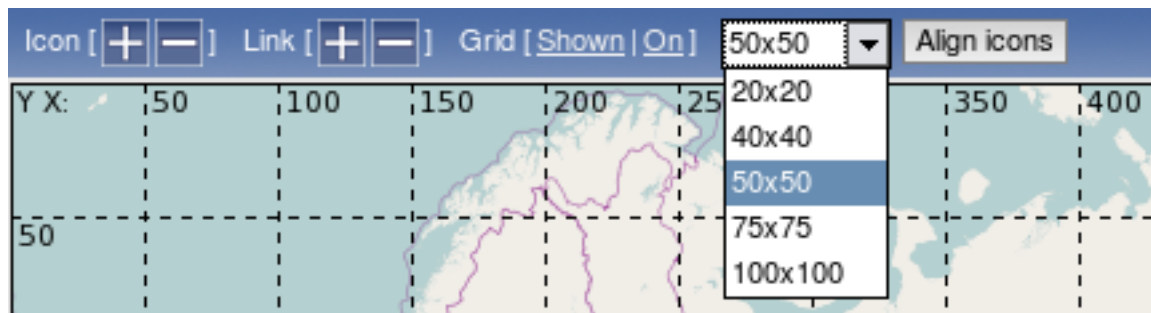 Icon [ + − ] Link [ + − ] Grid [ Shown | On ] 50x50 Align icons
Y X: 50 100 150 200 25 350 400
20x20
40x40
50x50
50
75x75
100x100